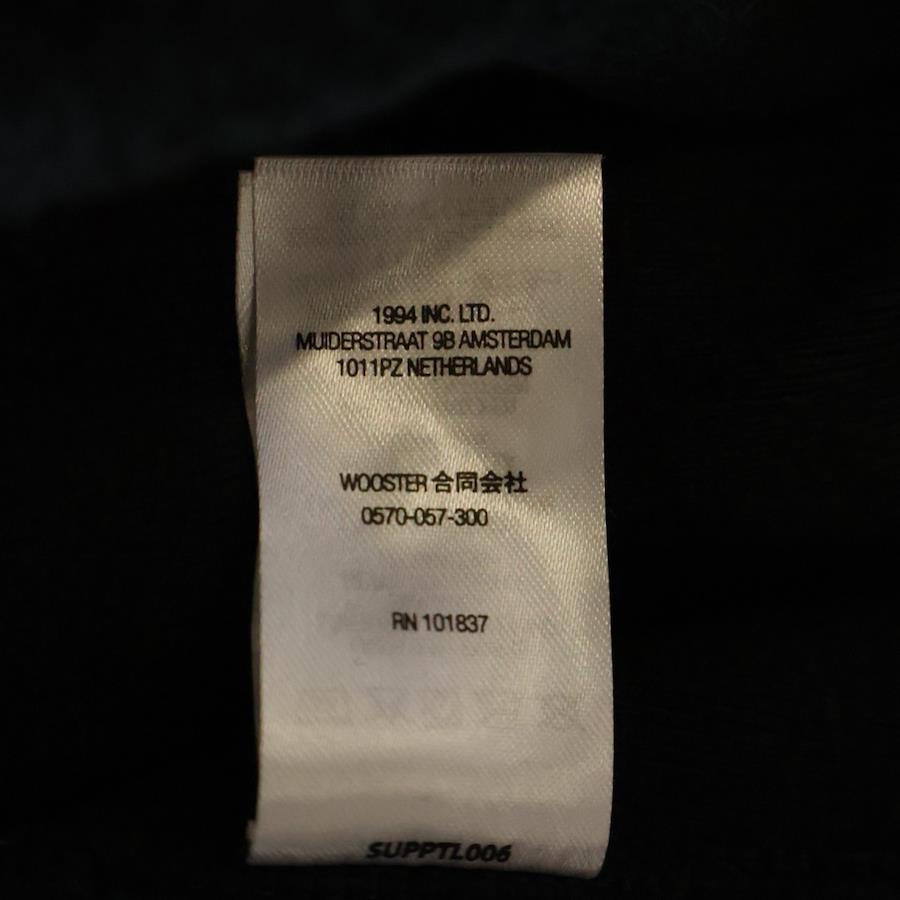 1994 INC. LTD.
MUIDERSTRAAT 9B AMSTERDAM
1011PZ NETHERLANDS
WOOSTER 合同会社
0570-057-300
RN 101837
SUPPTL006